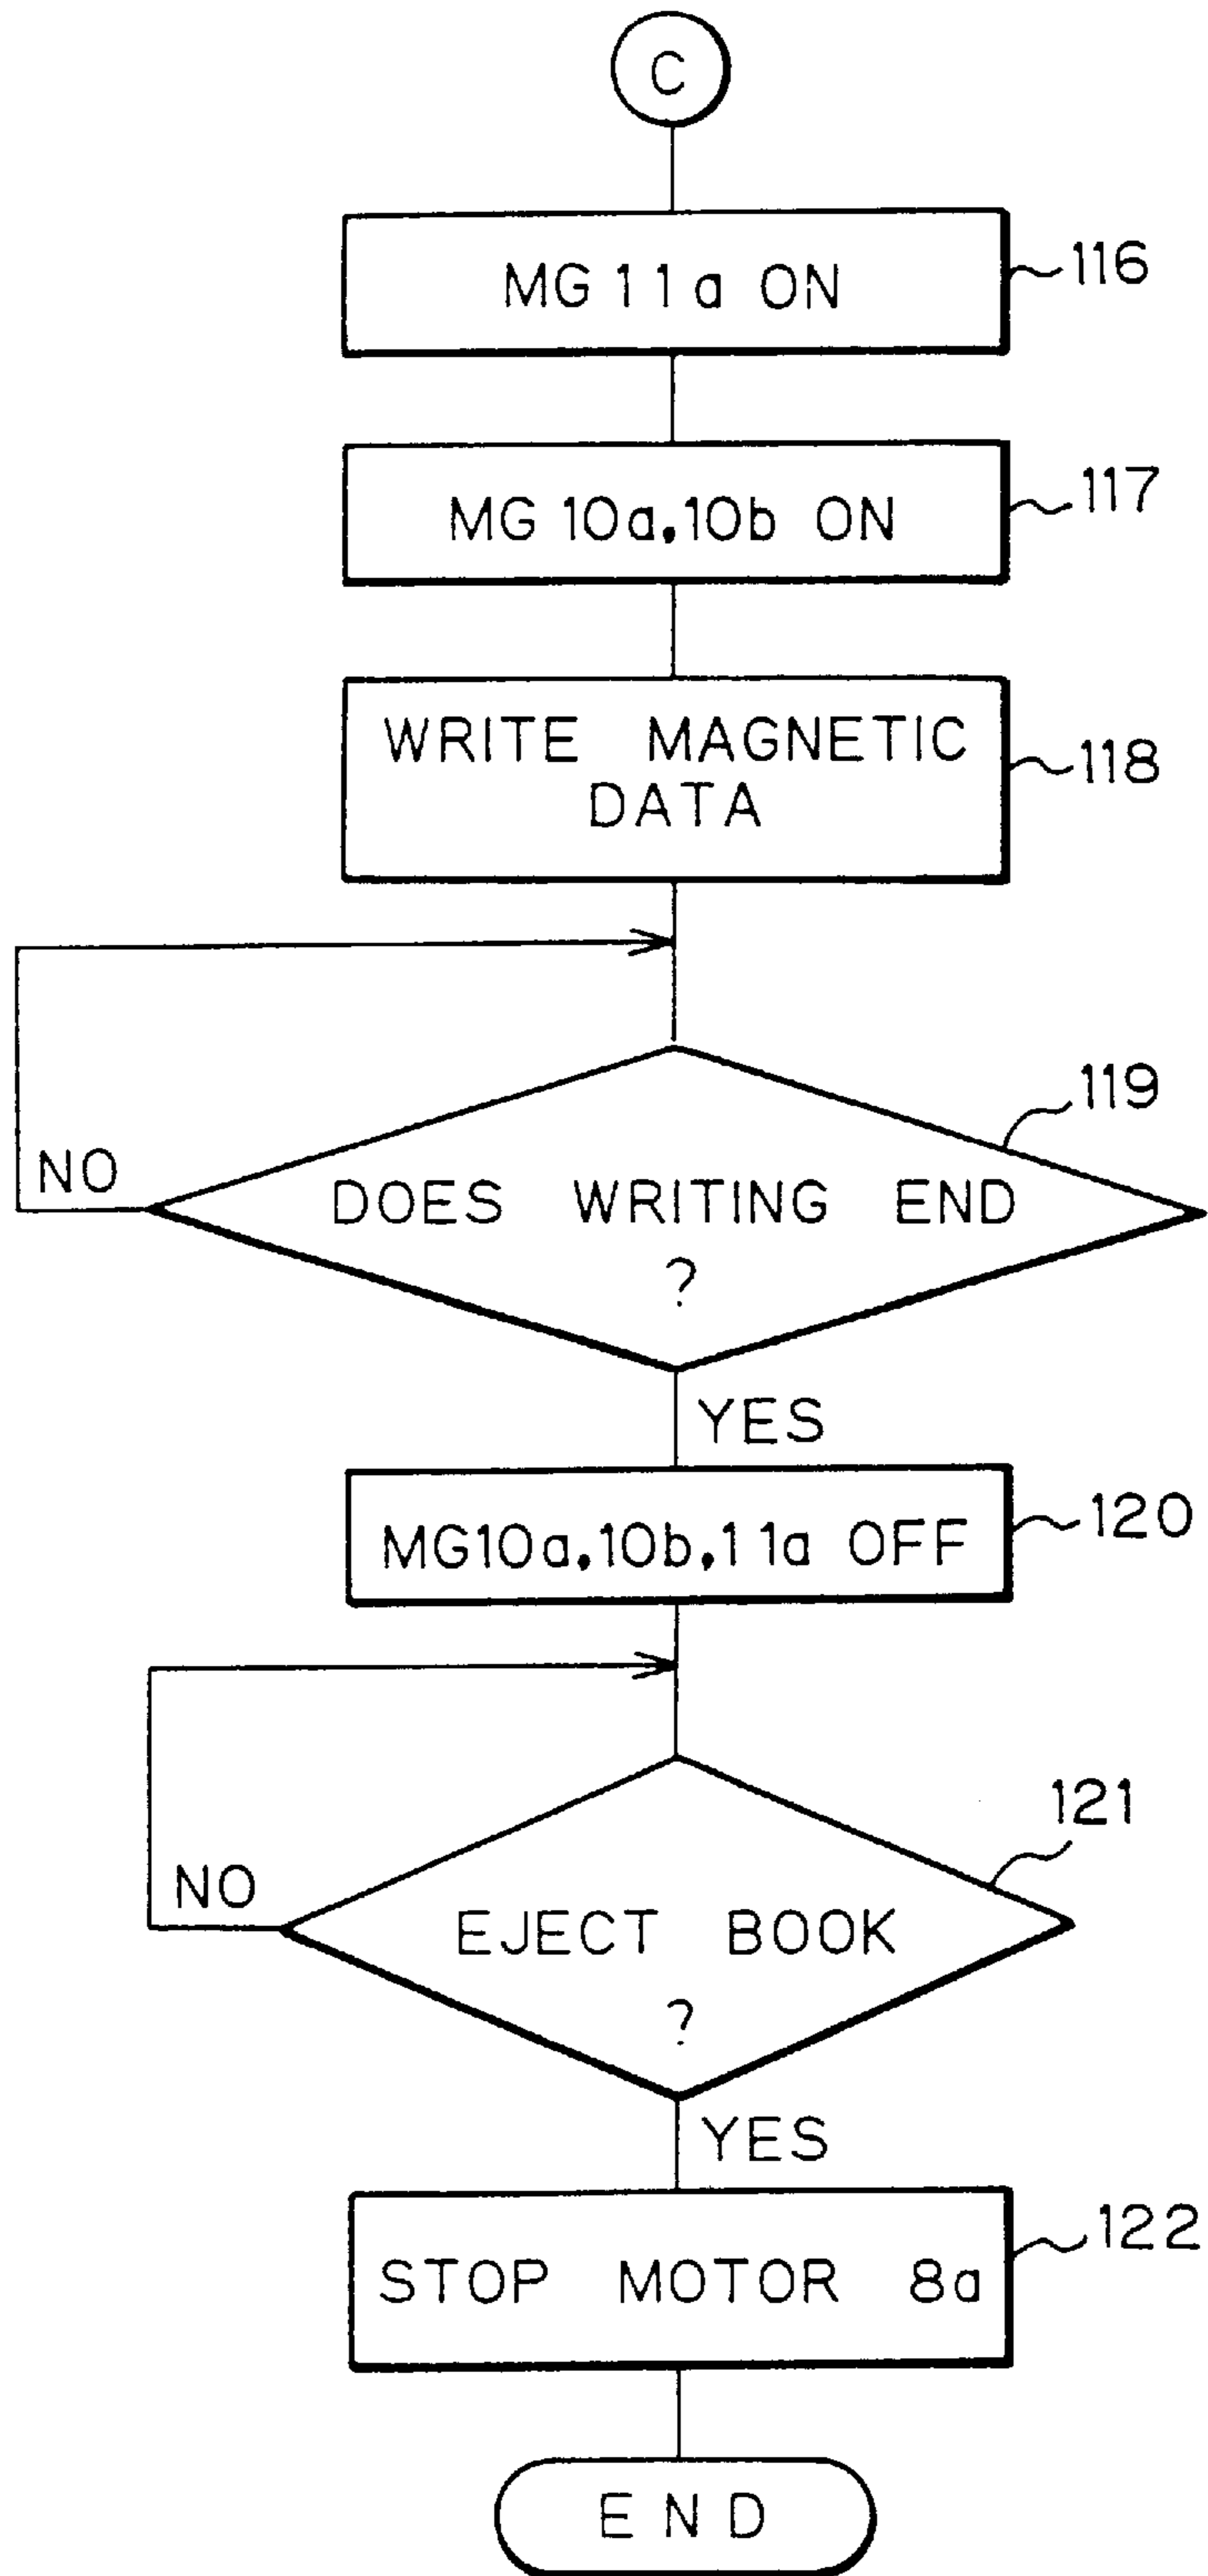 C
MG 11a ON
116
MG 10a,10b ON
117
WRITE MAGNETIC
DATA
118
119
NO
DOES WRITING END
?
YES
MG10a,10b,11a OFF
120
121
NO
EJECT BOOK
?
YES
STOP MOTOR 8a
122
END